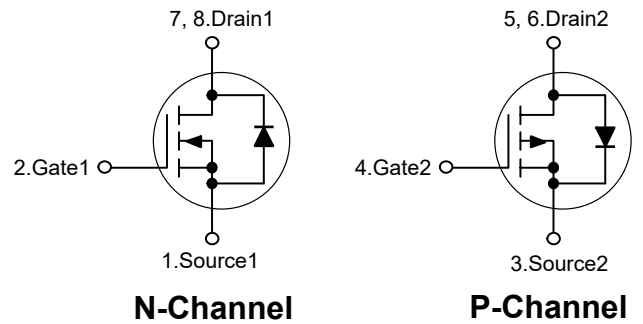 7, 8.Drain1
5, 6.Drain2
2.Gate1
4.Gate2
1.Source1
3.Source2
N-Channel
P-Channel